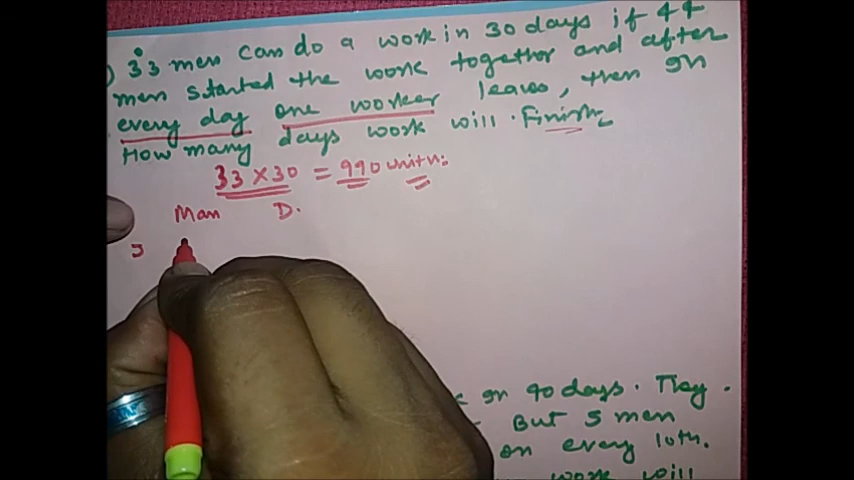 ) 33 men can do a work in 30 days if 44
men started the work together and after
every day one worker leaves, then in
How many days work will . Finish
33 × 30 = 990 units.
Man D.
on 90 days. They .
But 5 men
on every 10th.
work will